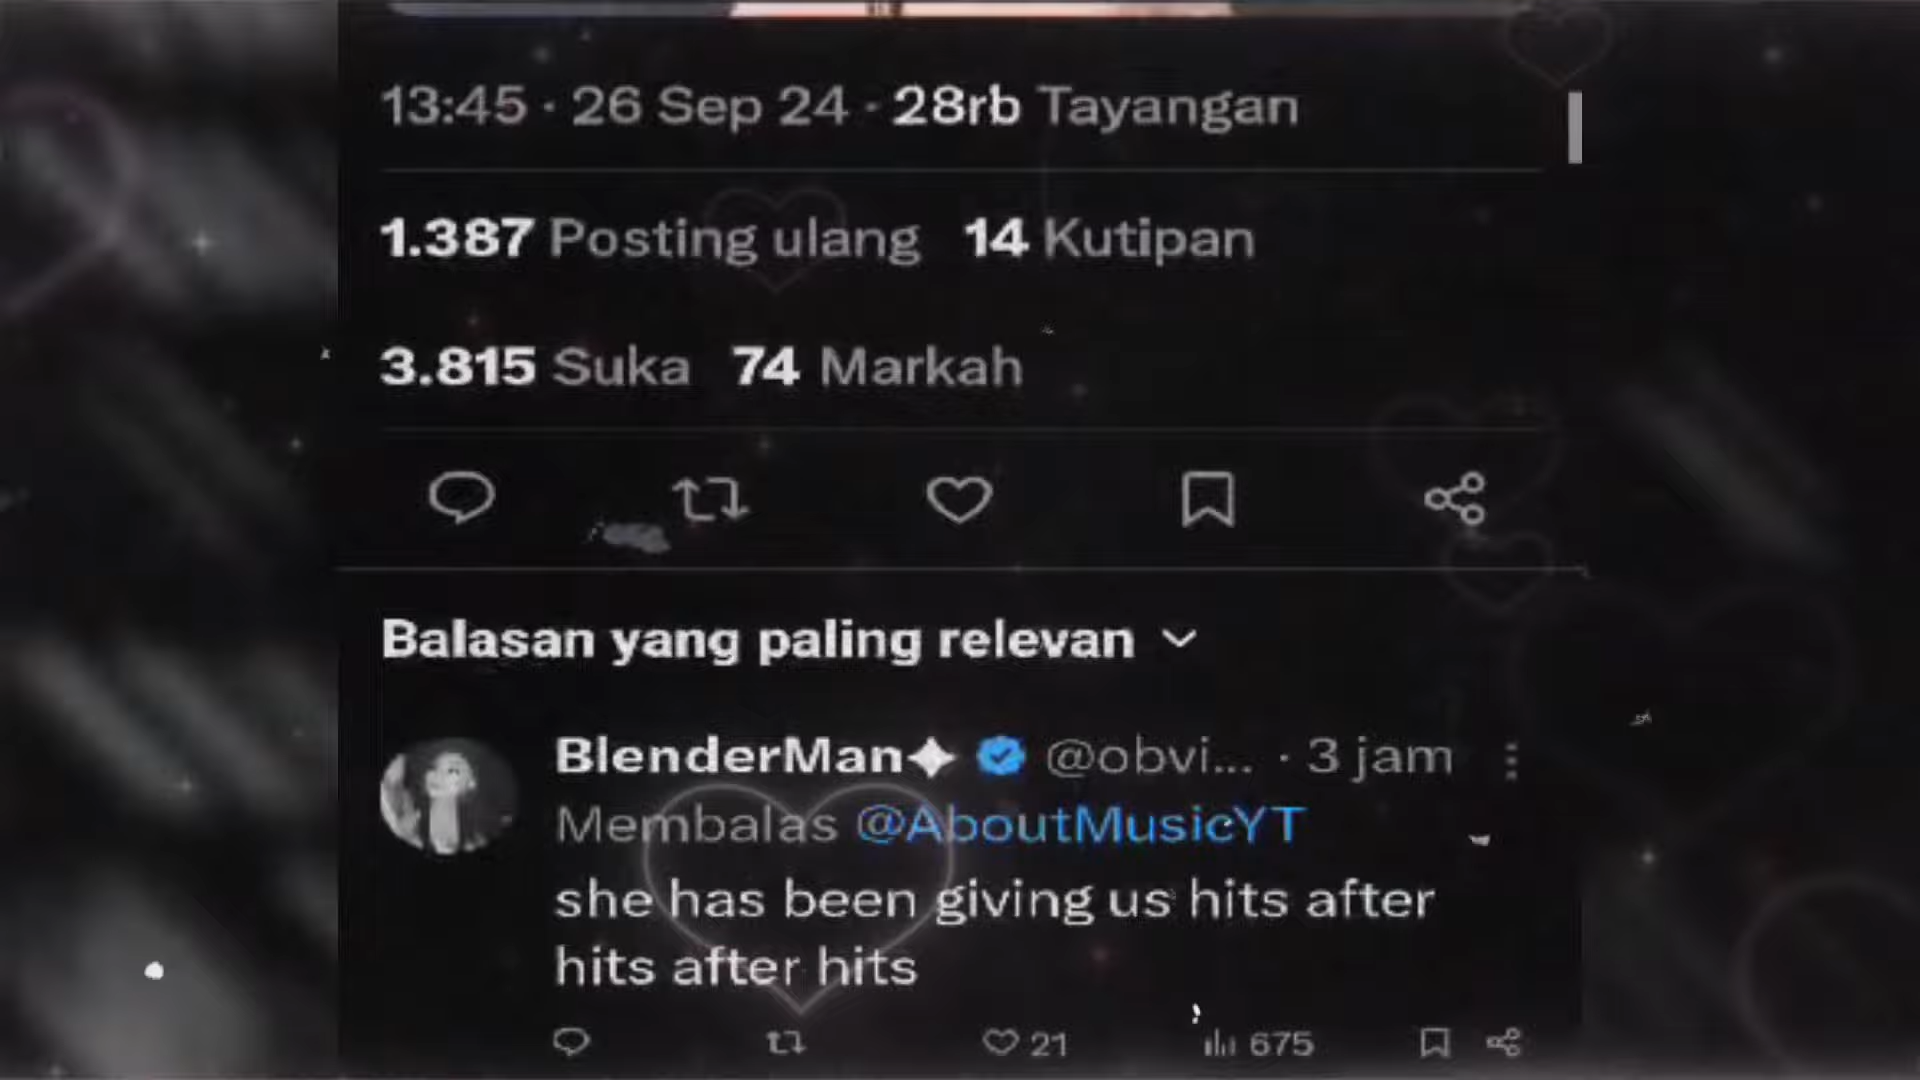 13:45 · 26 Sep 24 · 28rb Tayangan
1.387 Posting ulang 14 Kutipan
3.815 Suka 74 Markah
Balasan yang paling relevan
BlenderMan @obvi... · 3 jam
Membalas @AboutMusicYT
she has been giving us hits after
hits after hits
21 675